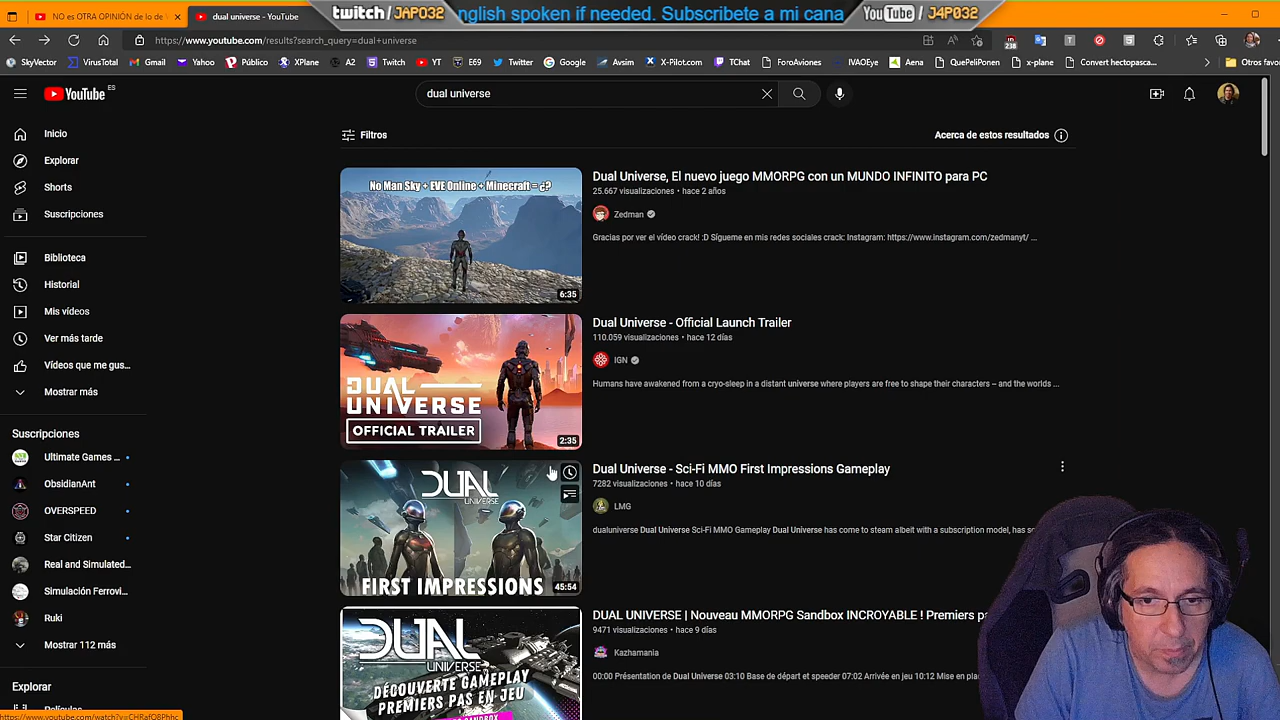 NO es OTRA OPINIÓN de lo de V
dual universe - YouTube
twitch / JAP032
nglish spoken if needed. Subscribete a mi cana
YouTube / J4P032
https://www.youtube.com/results?search_query=dual+universe
238
SkyVector
VirusTotal
Gmail
Yahoo
Público
XPlane
A2
Twitch
YT
E69
Twitter
Google
Avsim
X-Pilot.com
TChat
ForoAviones
IVAOEye
Aena
QuePeliPonen
x-plane
Convert hectopasca...
Otros favo
YouTube ES
dual universe
Inicio
Explorar
Shorts
Suscripciones
Biblioteca
Historial
Mis vídeos
Ver más tarde
Vídeos que me gus...
Mostrar más
Suscripciones
Ultimate Games ...
ObsidianAnt
OVERSPEED
Star Citizen
Real and Simulated...
Simulación Ferrovi...
Ruki
Mostrar 112 más
Explorar
Películas
https://www.youtube.com/watch?v=CHRafO8Phhc
Filtros
Acerca de estos resultados
No Man Sky + EVE Online + Minecraft = ¿?
6:35
Dual Universe, El nuevo juego MMORPG con un MUNDO INFINITO para PC
25.667 visualizaciones • hace 2 años
Zedman
Gracias por ver el vídeo crack! :D Sígueme en mis redes sociales crack: Instagram: https://www.instagram.com/zedmanyt/ ...
DUAL
UNIVERSE
OFFICIAL TRAILER
2:35
Dual Universe - Official Launch Trailer
110.059 visualizaciones • hace 12 días
IGN
Humans have awakened from a cryo-sleep in a distant universe where players are free to shape their characters – and the worlds ...
DUAL
UNIVERSE
FIRST IMPRESSIONS
45:54
Dual Universe - Sci-Fi MMO First Impressions Gameplay
7282 visualizaciones • hace 10 días
LMG
dualuniverse Dual Universe Sci-Fi MMO Gameplay Dual Universe has come to steam albeit with a subscription model, has so
DUAL
UNIVERSE
DÉCOUVERTE GAMEPLAY
PREMIERS PAS EN JEU
SANDBOX
DUAL UNIVERSE | Nouveau MMORPG Sandbox INCROYABLE ! Premiers pa
9471 visualizaciones • hace 9 días
Kazhamania
00:00 Présentation de Dual Universe 03:10 Base de départ et speeder 07:02 Arrivée en jeu 10:12 Mise en pla